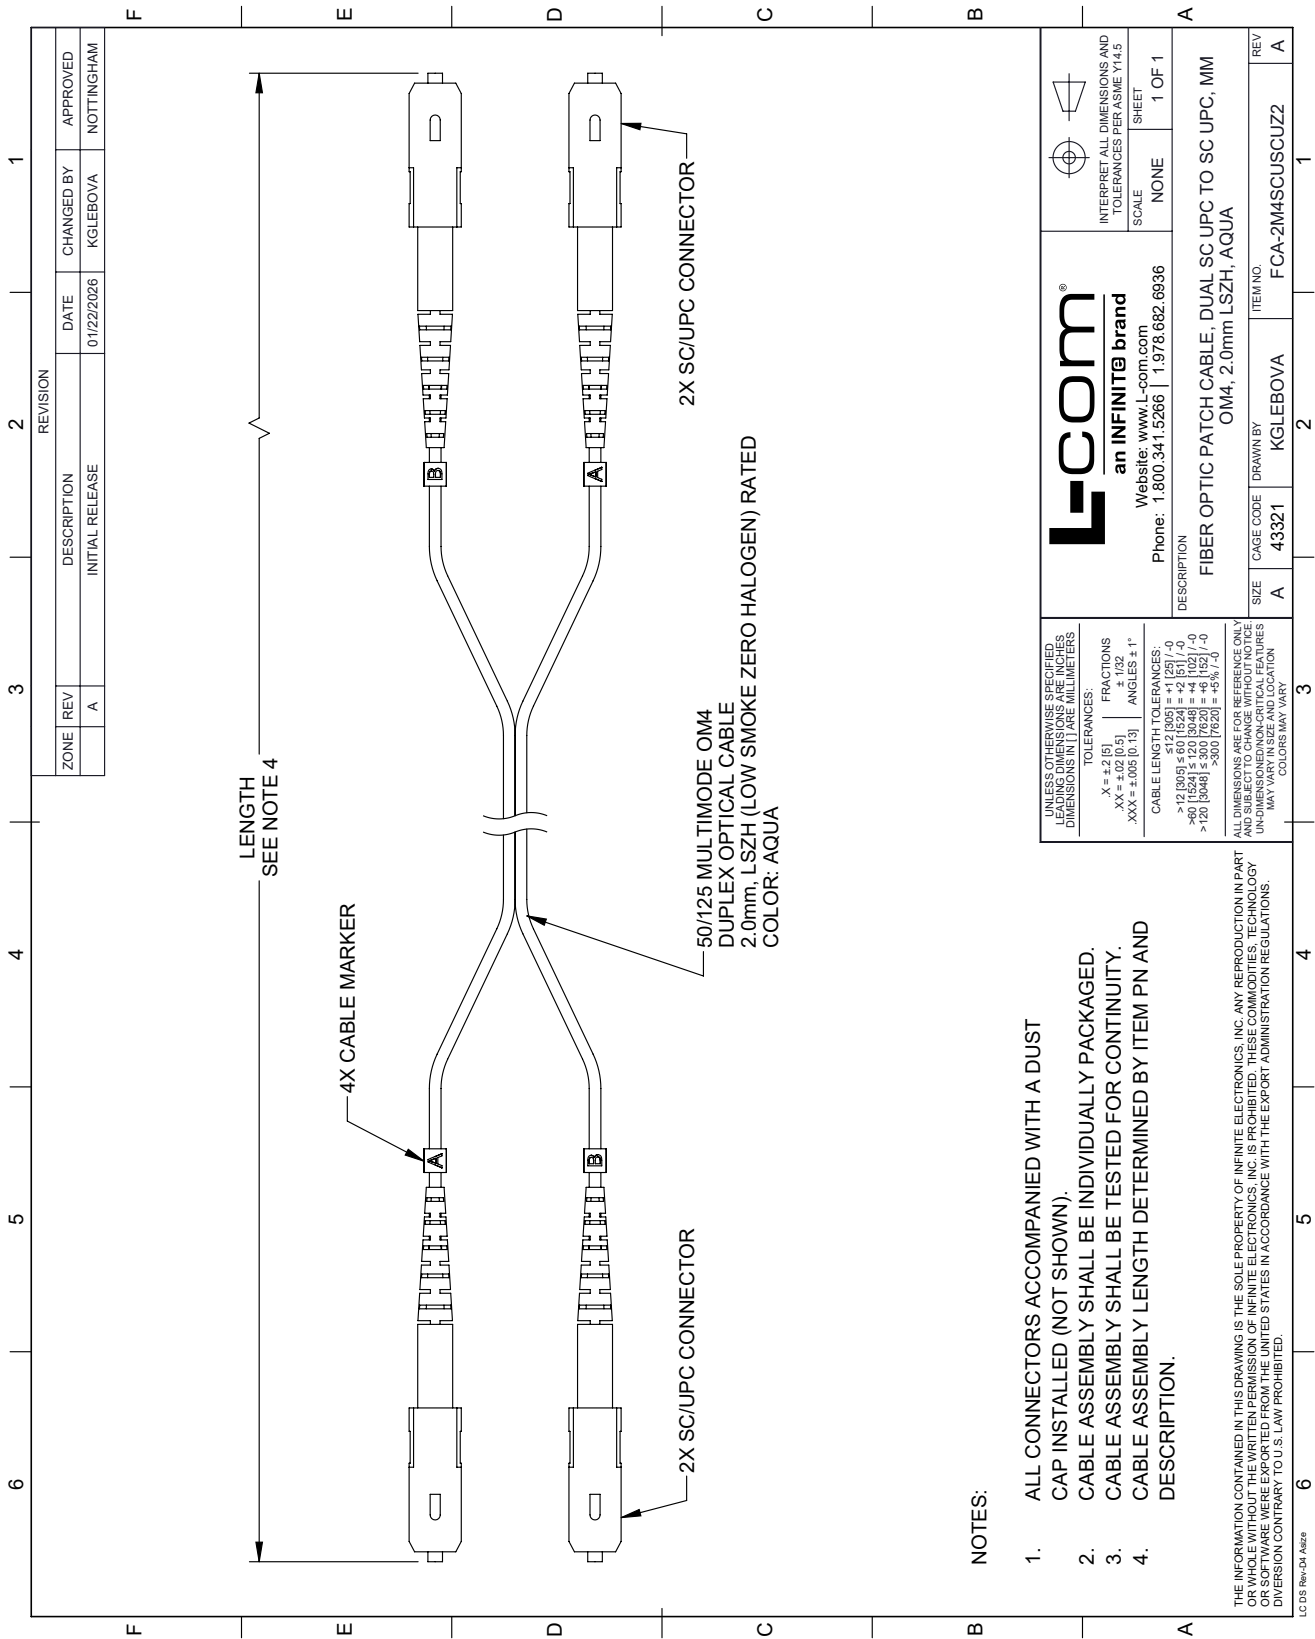 6
5
4
3
2
1
F
E
D
C
B
A
F
E
D
C
B
A
REVISION
ZONE
REV
DESCRIPTION
DATE
CHANGED BY
APPROVED
A
INITIAL RELEASE
01/22/2026
KGLEBOVA
NOTTINGHAM
LENGTH
SEE NOTE 4
4X CABLE MARKER
A
B
B
A
2X SC/UPC CONNECTOR
2X SC/UPC CONNECTOR
50/125 MULTIMODE OM4
DUPLEX OPTICAL CABLE
2.0mm, LSZH (LOW SMOKE ZERO HALOGEN) RATED
COLOR: AQUA
NOTES:
1. ALL CONNECTORS ACCOMPANIED WITH A DUST
CAP INSTALLED (NOT SHOWN).
2. CABLE ASSEMBLY SHALL BE INDIVIDUALLY PACKAGED.
3. CABLE ASSEMBLY SHALL BE TESTED FOR CONTINUITY.
4. CABLE ASSEMBLY LENGTH DETERMINED BY ITEM PN AND
DESCRIPTION.
THE INFORMATION CONTAINED IN THIS DRAWING IS THE SOLE PROPERTY OF INFINITE ELECTRONICS, INC. ANY REPRODUCTION IN PART
OR WHOLE WITHOUT THE WRITTEN PERMISSION OF INFINITE ELECTRONICS, INC. IS PROHIBITED. THESE COMMODITIES, TECHNOLOGY
OR SOFTWARE WERE EXPORTED FROM THE UNITED STATES IN ACCORDANCE WITH THE EXPORT ADMINISTRATION REGULATIONS.
DIVERSION CONTRARY TO U.S. LAW PROHIBITED.
UNLESS OTHERWISE SPECIFIED
LEADING DIMENSIONS ARE INCHES
DIMENSIONS IN [ ] ARE MILLIMETERS
TOLERANCES:
.X = ±.2 [5]
.XX = ±.02 [0.5]
.XXX = ±.005 [0.13]
FRACTIONS
± 1/32
ANGLES ± 1°
CABLE LENGTH TOLERANCES:
≤12 [305] = +1 [25] / -0
>12 [305] ≤ 60 [1524] = +2 [51] / -0
>60 [1524] ≤ 120 [3048] = +4 [102] / -0
>120 [3048] ≤ 300 [7620] = +6 [152] / -0
>300 [7620] = +5% / -0
ALL DIMENSIONS ARE FOR REFERENCE ONLY
AND SUBJECT TO CHANGE WITHOUT NOTICE.
UN-DIMENSIONED/NON-CRITICAL FEATURES
MAY VARY IN SIZE AND LOCATION
COLORS MAY VARY
L-com®
an INFINITe brand
Website: www.L-com.com
Phone: 1.800.341.5266 | 1.978.682.6936
INTERPRET ALL DIMENSIONS AND
TOLERANCES PER ASME Y14.5
SCALE
NONE
SHEET
1 OF 1
DESCRIPTION
FIBER OPTIC PATCH CABLE, DUAL SC UPC TO SC UPC, MM
OM4, 2.0mm LSZH, AQUA
SIZE
A
CAGE CODE
43321
DRAWN BY
KGLEBOVA
ITEM NO.
FCA-2M4SCUSCUZ2
REV
A
6
5
4
3
2
1
LC DS Rev-D4 Asize